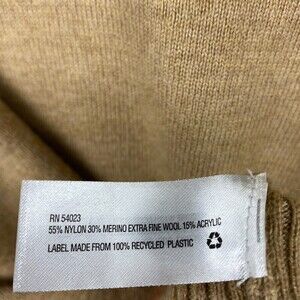 RN 54023
55% NYLON 30% MERINO EXTRA FINE WOOL 15% ACRYLIC
LABEL MADE FROM 100% RECYCLED PLASTIC